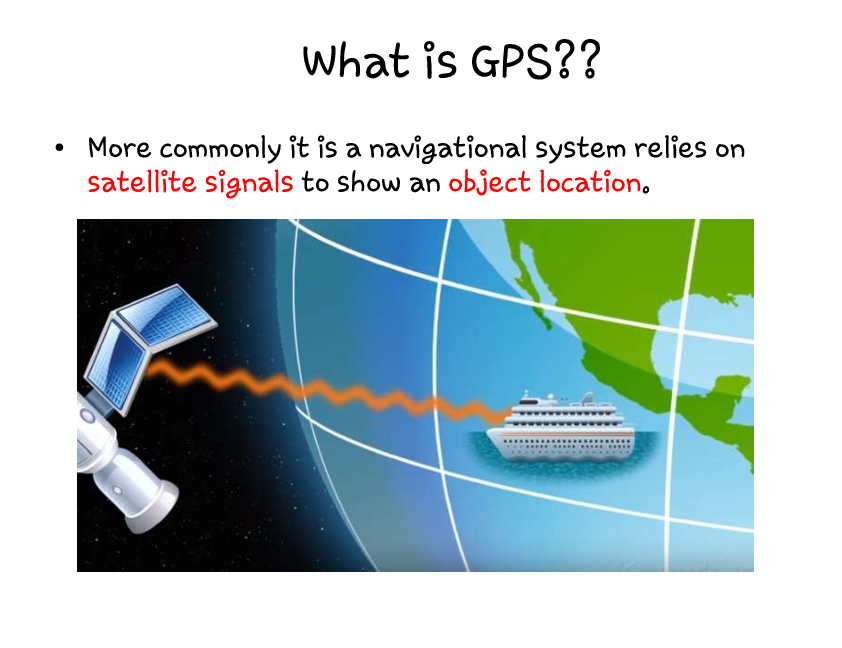 What is GPS??
• More commonly it is a navigational system relies on
satellite signals to show an object location.